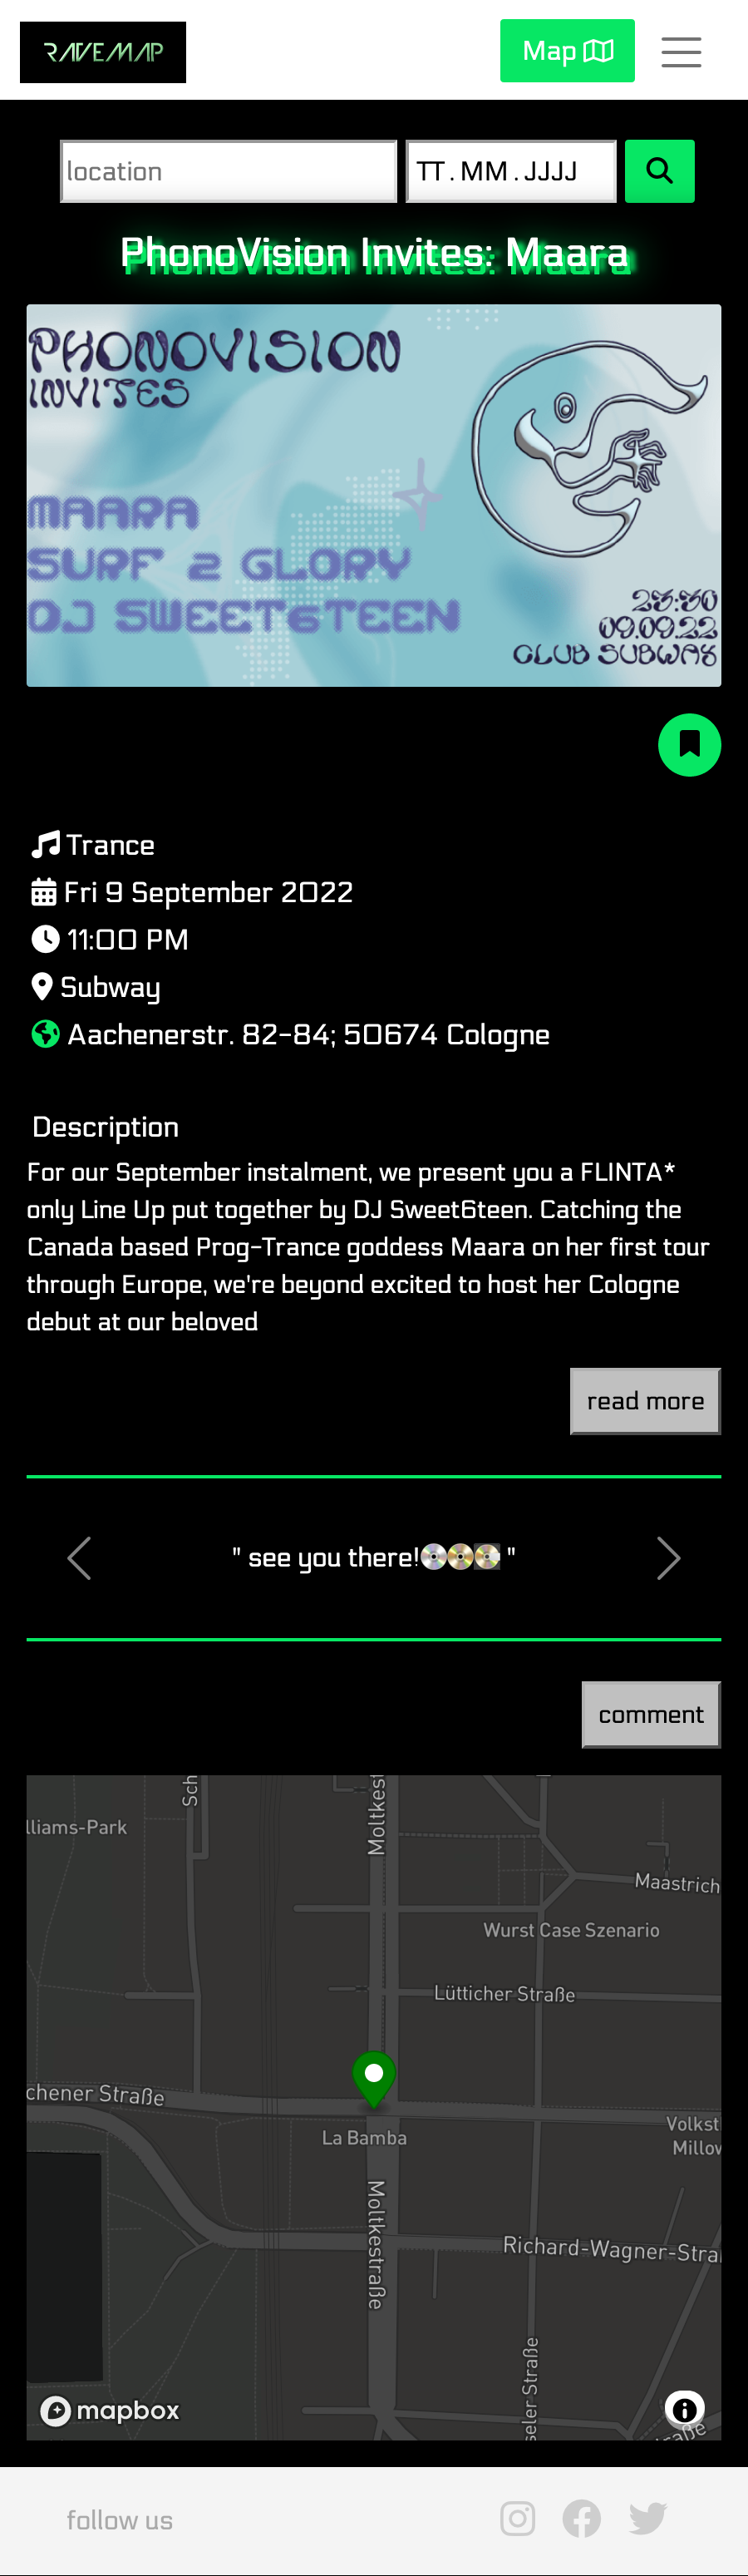 RAVEMAP
Map
location
TT.MM.JJJJ
PhonoVision Invites: Maara
PHONOVISION
INVITES
MAARA
SURF 2 GLORY
DJ SWEET6TEEN
23:30
09.09.22
CLUB SUBWAY
Trance
Fri 9 September 2022
11:00 PM
Subway
Aachenerstr. 82-84; 50674 Cologne
Description
For our September instalment, we present you a FLINTA*
only Line Up put together by DJ Sweet6teen. Catching the
Canada based Prog-Trance goddess Maara on her first tour
through Europe, we're beyond excited to host her Cologne
debut at our beloved
read more
" see you there!📀📀📀 "
comment
Sch
Moltkest
lliams-Park
Maastrich
Wurst Case Szenario
Lütticher Straße
chener Straße
La Bamba
Volkst
Millow
Moltkestraße
Richard-Wagner-Stra
seler Straße
raße
mapbox
follow us